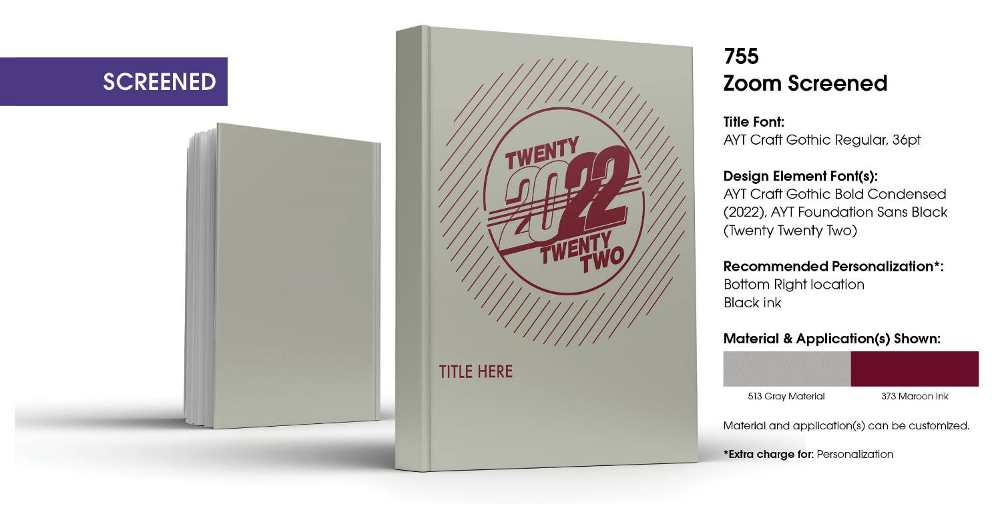 SCREENED
TWENTY
2022
TWENTY
TWO
TITLE HERE
755
Zoom Screened
Title Font:
AYT Craft Gothic Regular, 36pt
Design Element Font(s):
AYT Craft Gothic Bold Condensed
(2022), AYT Foundation Sans Black
(Twenty Twenty Two)
Recommended Personalization*:
Bottom Right location
Black ink
Material & Application(s) Shown:
513 Gray Material
373 Maroon Ink
Material and application(s) can be customized.
*Extra charge for: Personalization